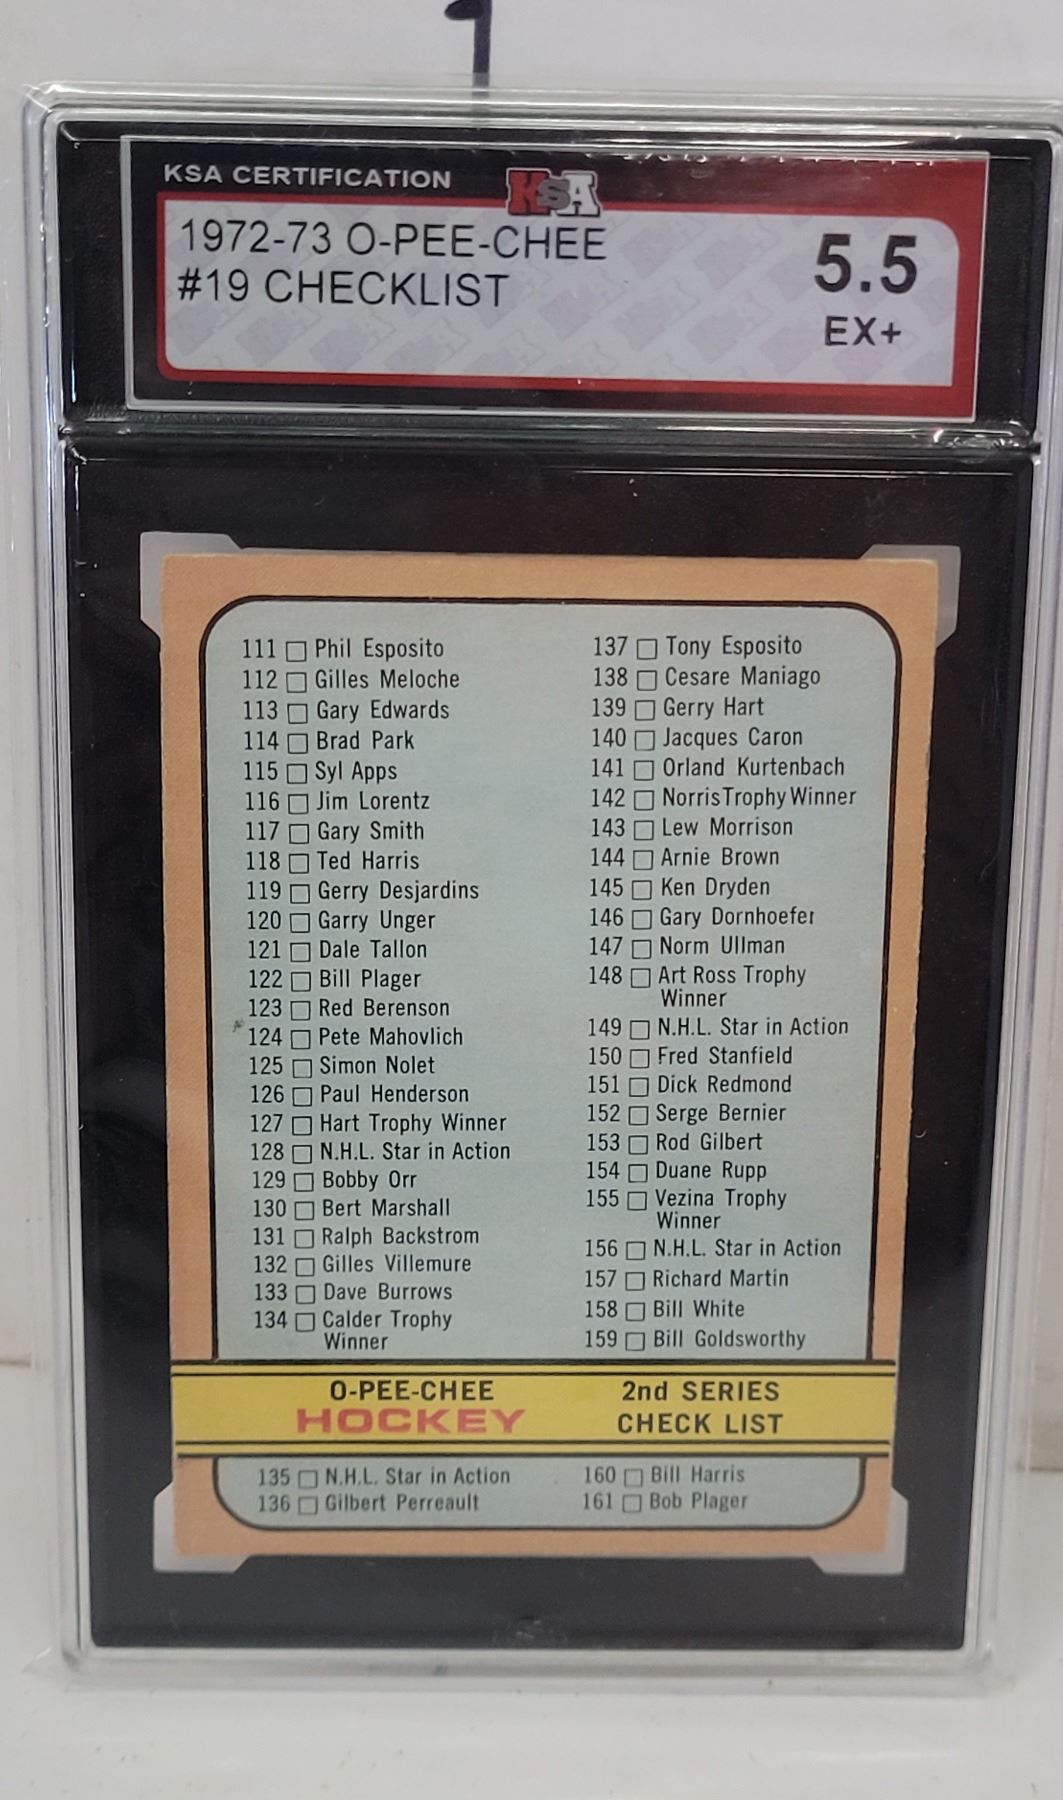 KSA CERTIFICATION KSA
1972-73 O-PEE-CHEE
#19 CHECKLIST
5.5
EX+
111 Phil Esposito
112 Gilles Meloche
113 Gary Edwards
114 Brad Park
115 Syl Apps
116 Jim Lorentz
117 Gary Smith
118 Ted Harris
119 Gerry Desjardins
120 Garry Unger
121 Dale Tallon
122 Bill Plager
123 Red Berenson
124 Pete Mahovlich
125 Simon Nolet
126 Paul Henderson
127 Hart Trophy Winner
128 N.H.L. Star in Action
129 Bobby Orr
130 Bert Marshall
131 Ralph Backstrom
132 Gilles Villemure
133 Dave Burrows
134 Calder Trophy
Winner
137 Tony Esposito
138 Cesare Maniago
139 Gerry Hart
140 Jacques Caron
141 Orland Kurtenbach
142 Norris Trophy Winner
143 Lew Morrison
144 Arnie Brown
145 Ken Dryden
146 Gary Dornhoefer
147 Norm Ullman
148 Art Ross Trophy
Winner
149 N.H.L. Star in Action
150 Fred Stanfield
151 Dick Redmond
152 Serge Bernier
153 Rod Gilbert
154 Duane Rupp
155 Vezina Trophy
Winner
156 N.H.L. Star in Action
157 Richard Martin
158 Bill White
159 Bill Goldsworthy
O-PEE-CHEE
HOCKEY
2nd SERIES
CHECK LIST
135 N.H.L. Star in Action
136 Gilbert Perreault
160 Bill Harris
161 Bob Plager